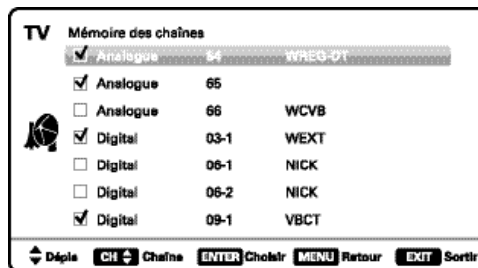 TV Mémoire des chaînes
Analogue 64 WREG-DT
Analogue 65
Analogue 66 WCVB
Digital 03-1 WEXT
Digital 06-1 NICK
Digital 06-2 NICK
Digital 09-1 VBCT
Dépla CH Chaîne ENTER Choisir MENU Retour EXIT Sortir